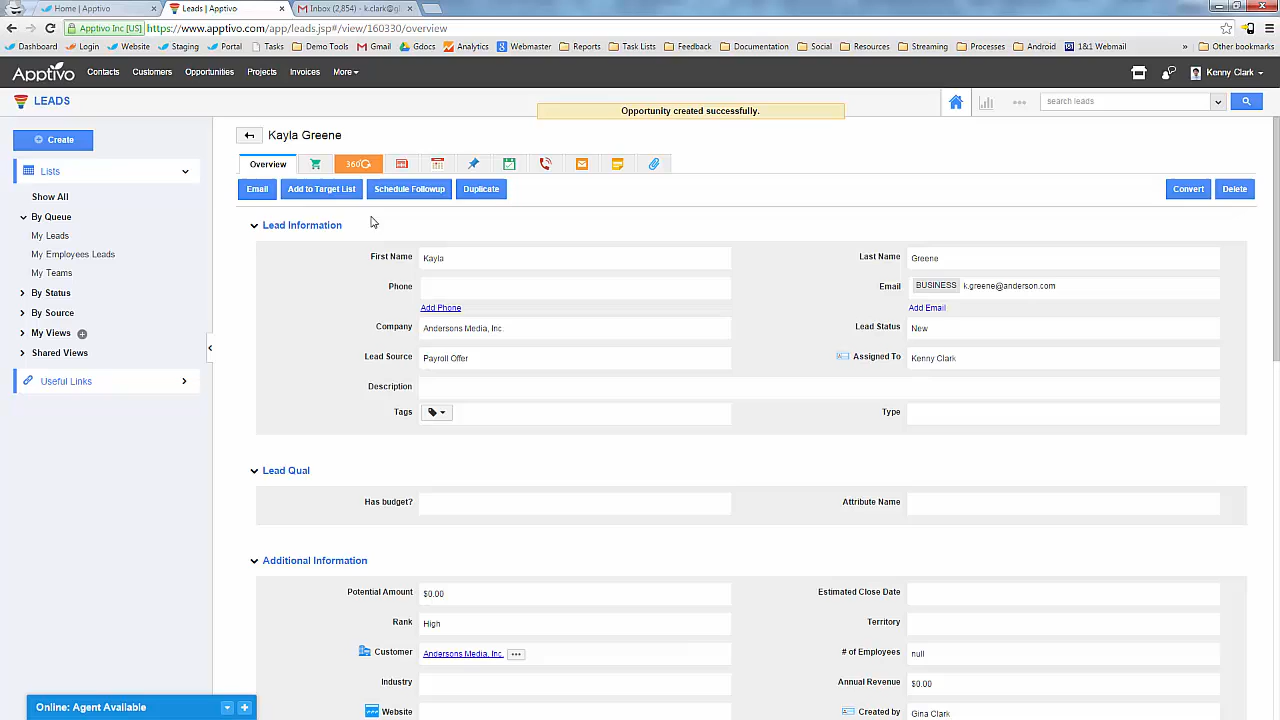 Home | Apptivo
Leads | Apptivo
Inbox (2,854) - k.clark@gl
Apptivo Inc [US]
https://www.apptivo.com/app/leads.jsp#/view/160330/overview
Dashboard Login Website Staging Portal Tasks Demo Tools Gmail Gdocs Analytics Webmaster Reports Task Lists Feedback Documentation Social Resources Streaming Processes Android 1&1 Webmail » Other bookmarks
Apptivo Contacts Customers Opportunities Projects Invoices More Kenny Clark
LEADS
Opportunity created successfully.
search leads
Create
Kayla Greene
Lists
Overview
360
Show All
Email Add to Target List Schedule Followup Duplicate Convert Delete
By Queue
My Leads
My Employees Leads
My Teams
By Status
By Source
My Views
Shared Views
Useful Links
Lead Information
First Name Kayla Last Name Greene
Phone Email BUSINESS k.greene@anderson.com
Add Phone Add Email
Company Andersons Media, Inc. Lead Status New
Lead Source Payroll Offer Assigned To Kenny Clark
Description
Tags Type
Lead Qual
Has budget? Attribute Name
Additional Information
Potential Amount $0.00 Estimated Close Date
Rank High Territory
Customer Andersons Media, Inc. # of Employees null
Industry Annual Revenue $0.00
Website Created by Gina Clark
Online: Agent Available